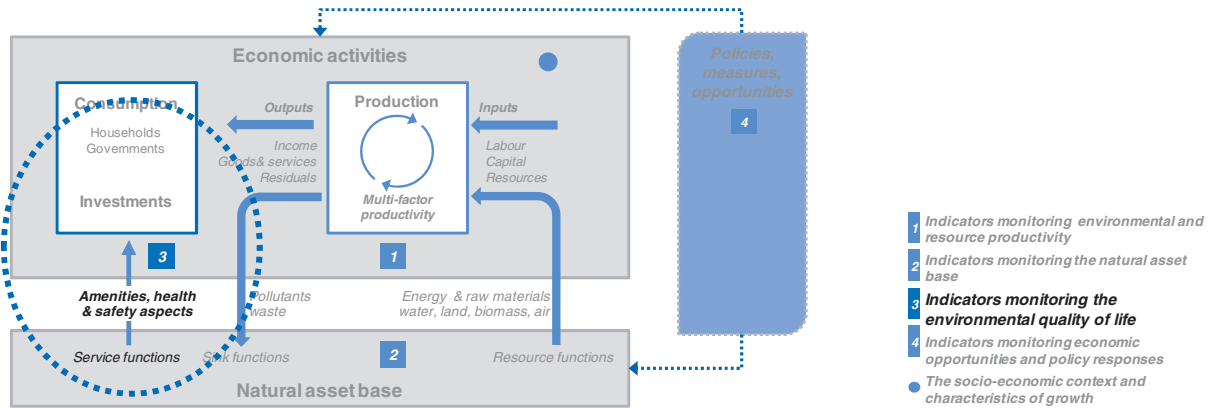 Economic activities
Consumption
Households
Governments
Investments
3
Outputs
Income
Goods& services
Residuals
Production
Multi-factor
productivity
1
Inputs
Labour
Capital
Resources
Policies,
measures,
opportunities
4
Amenities, health
& safety aspects
Pollutants
waste
Energy & raw materials
water, land, biomass, air
Service functions
Sink functions
2
Resource functions
Natural asset base
1 Indicators monitoring environmental and
resource productivity
2 Indicators monitoring the natural asset
base
3 Indicators monitoring the
environmental quality of life
4 Indicators monitoring economic
opportunities and policy responses
The socio-economic context and
characteristics of growth